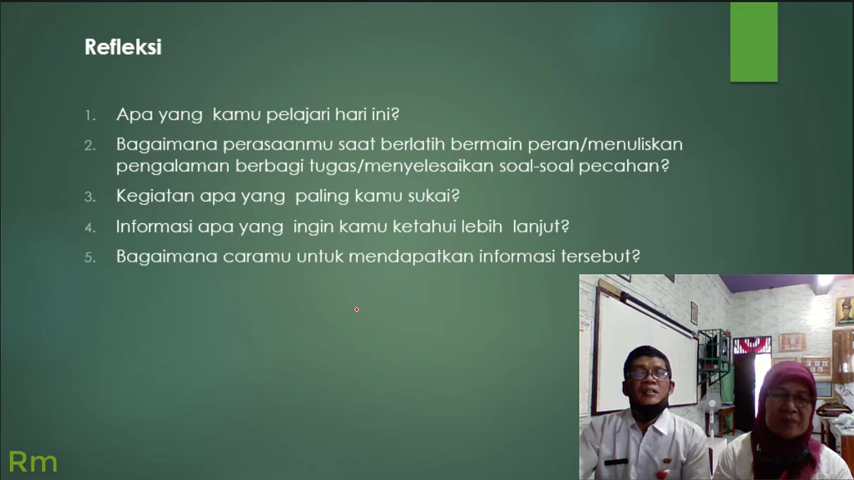 Refleksi
1. Apa yang kamu pelajari hari ini?
2. Bagaimana perasaanmu saat berlatih bermain peran/menuliskan
pengalaman berbagi tugas/menyelesaikan soal-soal pecahan?
3. Kegiatan apa yang paling kamu sukai?
4. Informasi apa yang ingin kamu ketahui lebih lanjut?
5. Bagaimana caramu untuk mendapatkan informasi tersebut?
Rm